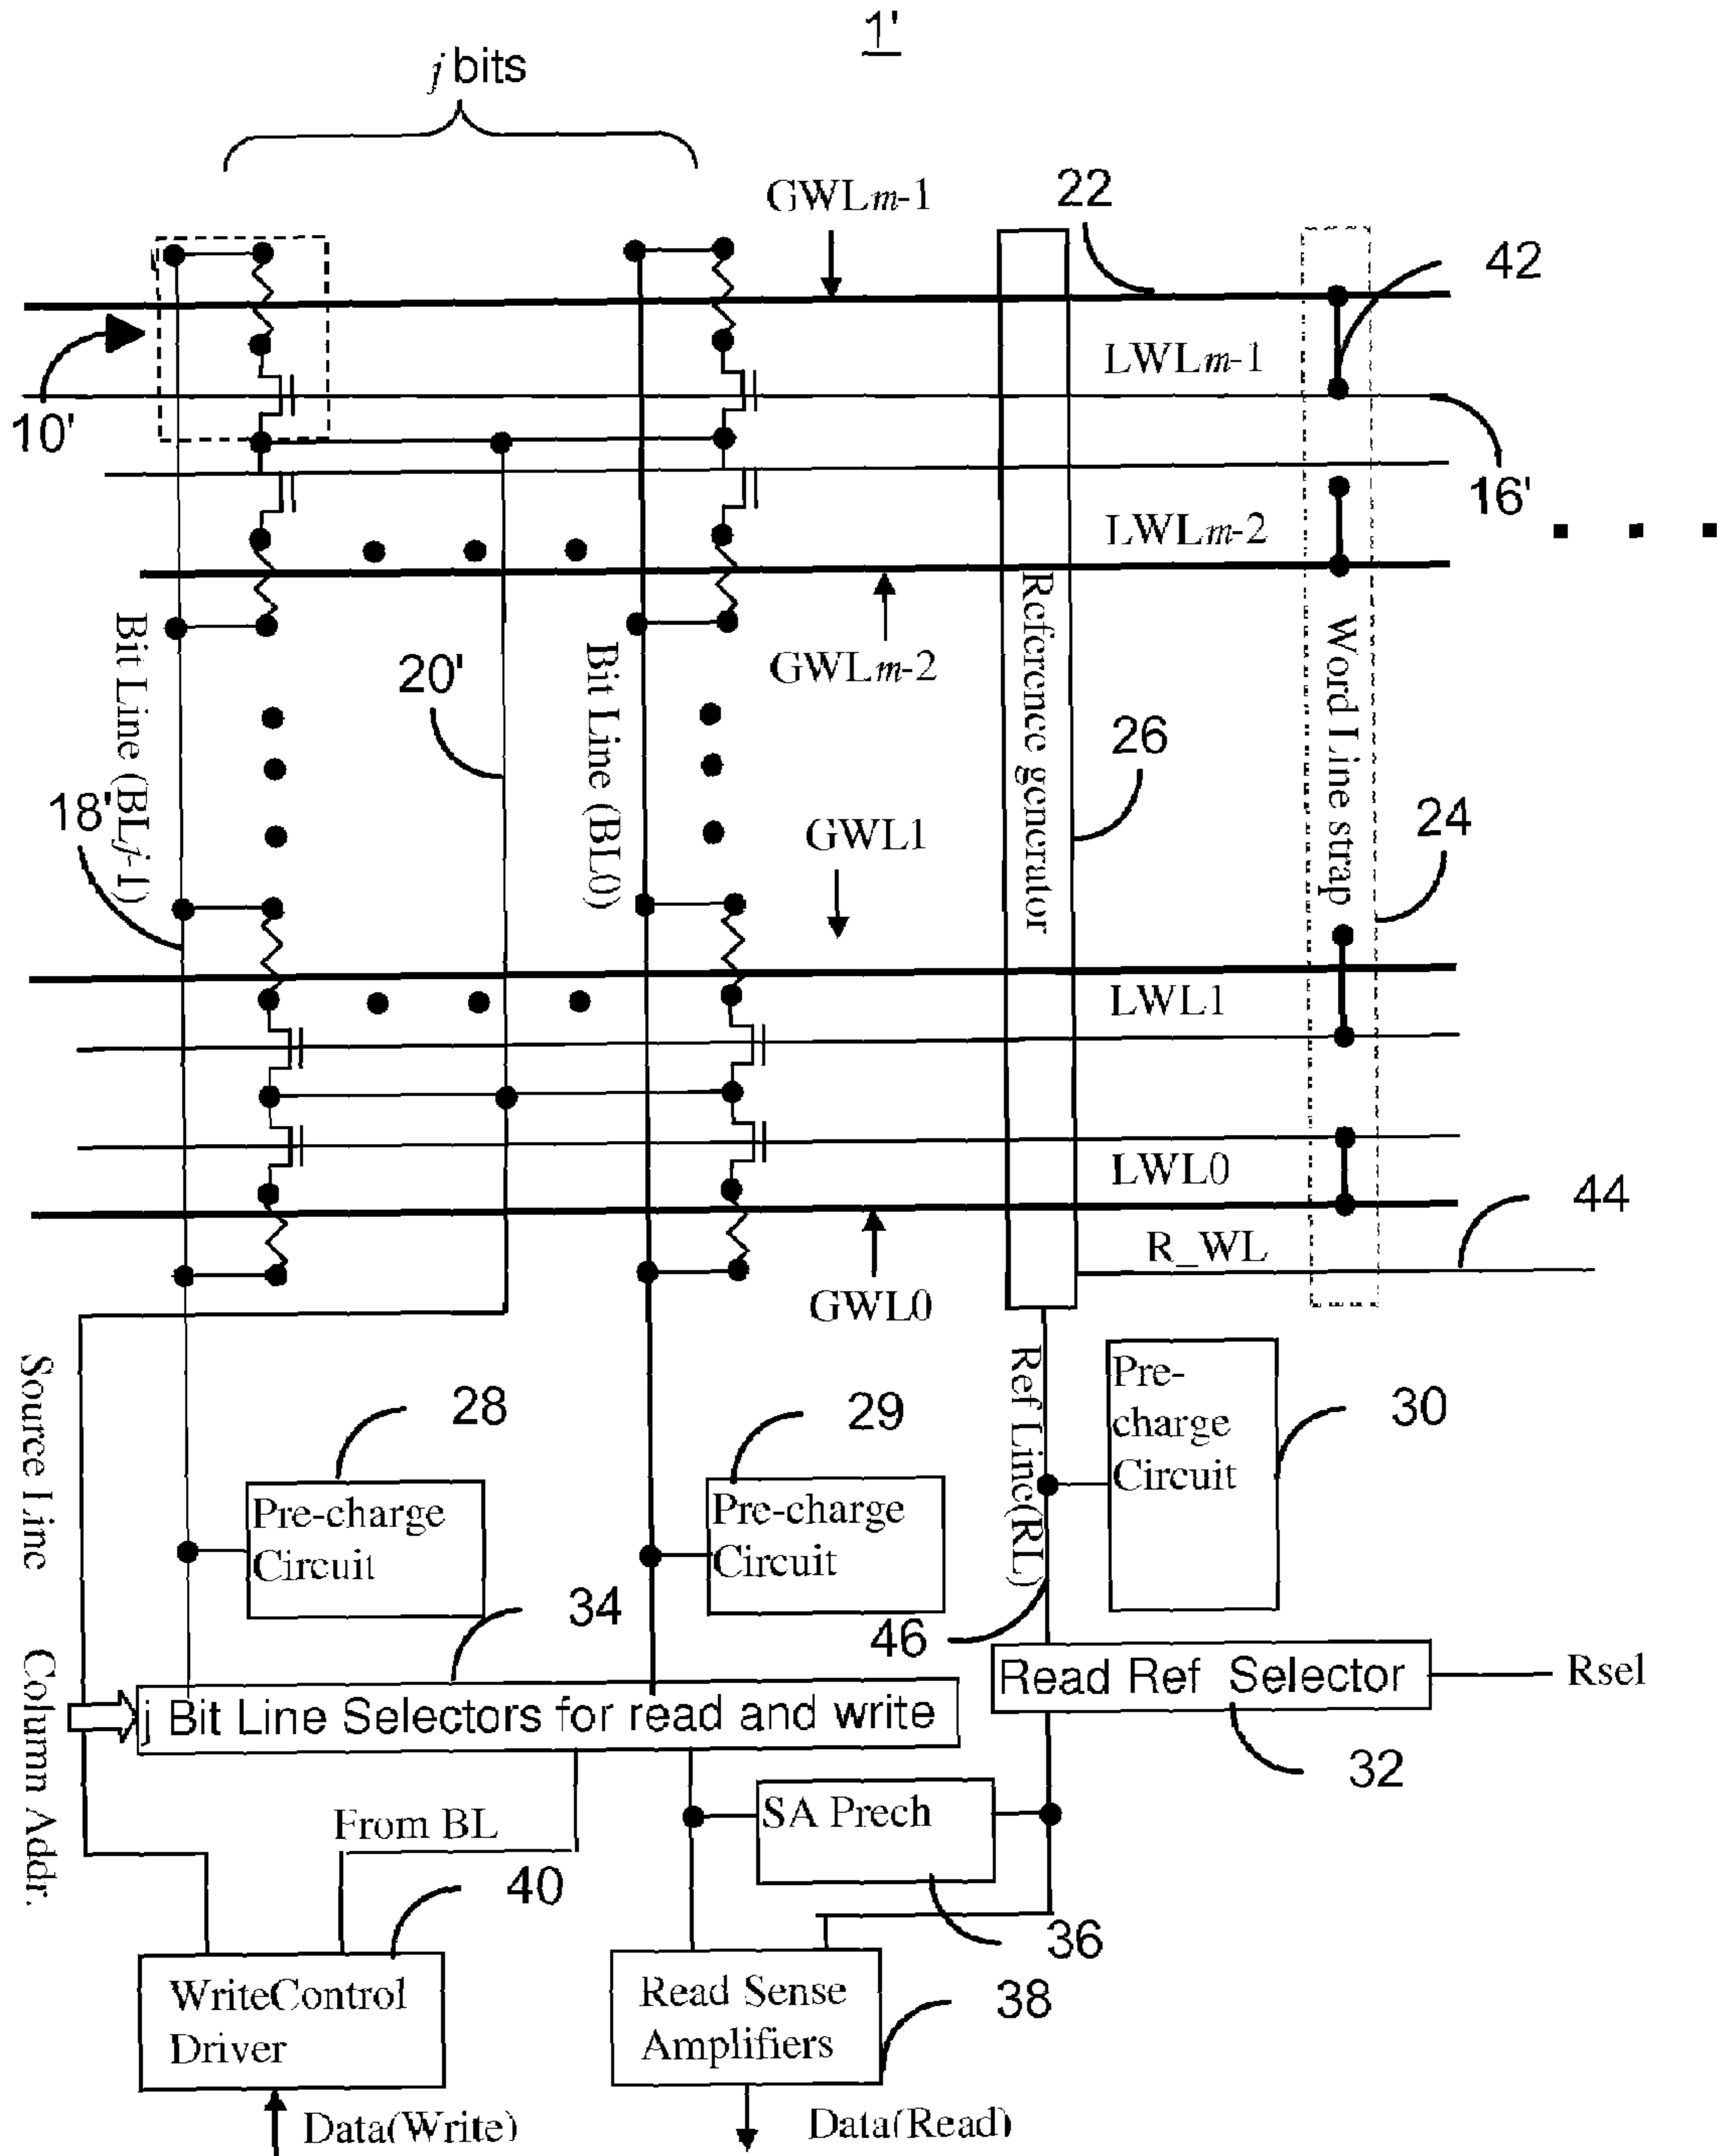 1'
j bits
GWLm-1
22
42
LWLm-1
10'
16'
LWLm-2
. . .
GWLm-2
20'
Bit Line (BLj-1)
Bit Line (BL0)
Reference generator
Word Line strap
26
18'
GWL1
24
LWL1
LWL0
44
R_WL
GWL0
Source Line
28
29
Ref Line(RL)
Pre-
charge
Circuit
30
Pre-charge
Circuit
Pre-charge
Circuit
34
46
Read Ref Selector
Rsel
Column Addr.
j Bit Line Selectors for read and write
32
From BL
SA Prech
40
36
WriteControl
Driver
Read Sense
Amplifiers
38
Data(Write)
Data(Read)